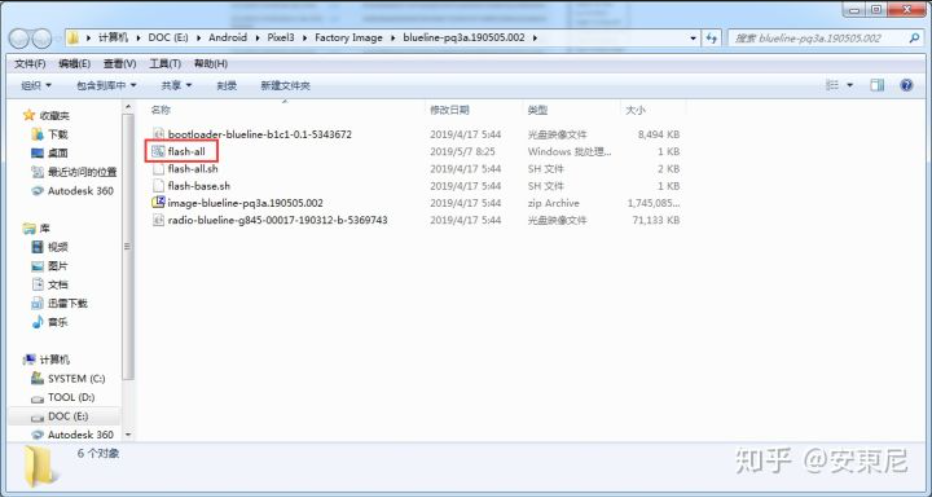 计算机 DOC (E:) Android Pixel3 Factory Image blueline-pq3a.190505.002
搜索 blueline-pq3a.190505.002
文件(F) 编辑(E) 查看(V) 工具(T) 帮助(H)
组织 包含到库中 共享 刻录 新建文件夹
收藏夹
下载
桌面
最近访问的位置
Autodesk 360
库
视频
图片
文档
迅雷下载
音乐
计算机
SYSTEM (C:)
TOOL (D:)
DOC (E:)
Autodesk 360
名称 修改日期 类型 大小
bootloader-blueline-b1c1-0.1-5343672 2019/4/17 5:44 光盘映像文件 8,494 KB
flash-all 2019/5/7 8:25 Windows 批处理... 1 KB
flash-all.sh 2019/4/17 5:44 SH 文件 2 KB
flash-base.sh 2019/4/17 5:44 SH 文件 1 KB
image-blueline-pq3a.190505.002 2019/4/17 5:44 zip Archive 1,745,085...
radio-blueline-g845-00017-190312-b-5369743 2019/4/17 5:44 光盘映像文件 71,133 KB
6 个对象
知乎 @安東尼